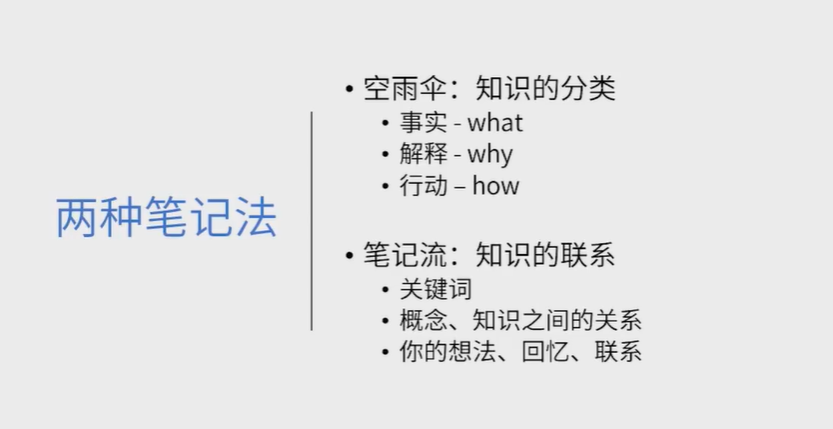 两种笔记法
• 空雨伞：知识的分类
• 事实 - what
• 解释 - why
• 行动 – how
• 笔记流：知识的联系
• 关键词
• 概念、知识之间的关系
• 你的想法、回忆、联系